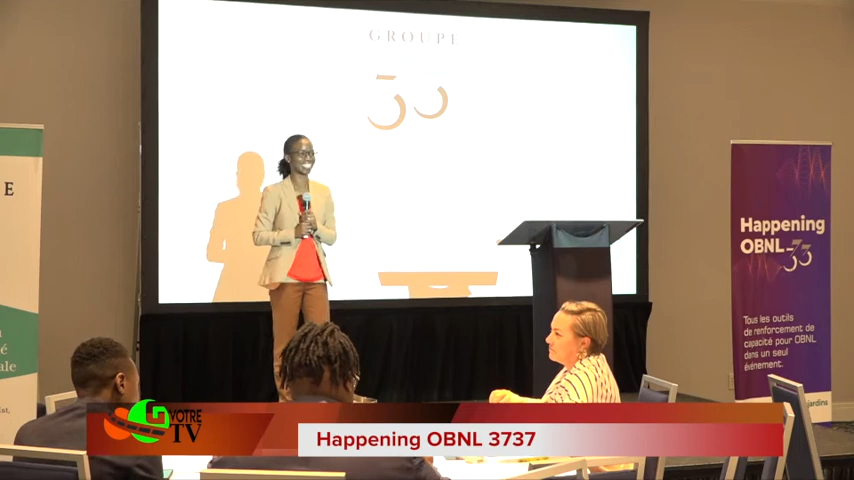 GROUPE
33
E
Happening
OBNL-33
Tous les outils
de renforcement de
capacité pour OBNL
dans un seul
événement.
é
ale
VOTRE
TV
Happening OBNL 3737